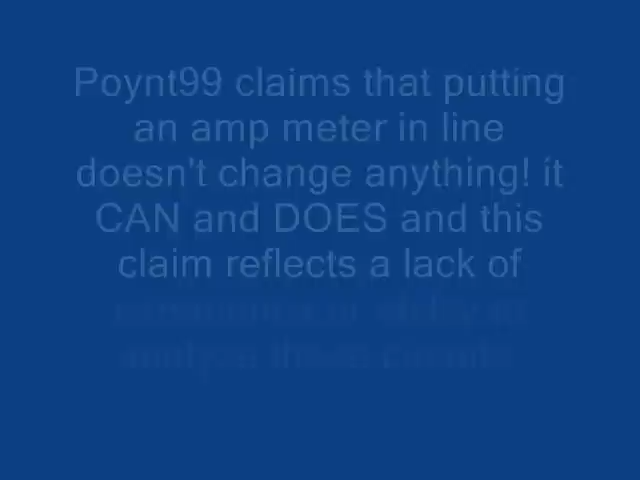 Poynt99 claims that putting
an amp meter in line
doesn't change anything! it
CAN and DOES and this
claim reflects a lack of
these